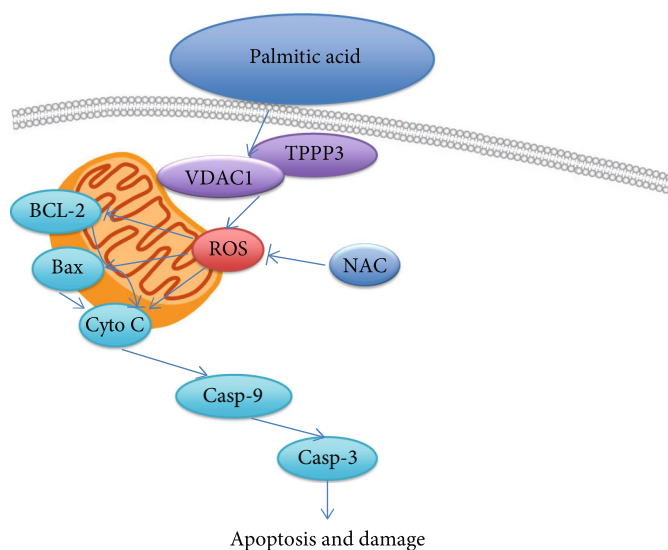 Palmitic acid
TPPP3
VDAC1
BCL-2
ROS
NAC
Bax
Cyto C
Casp-9
Casp-3
Apoptosis and damage